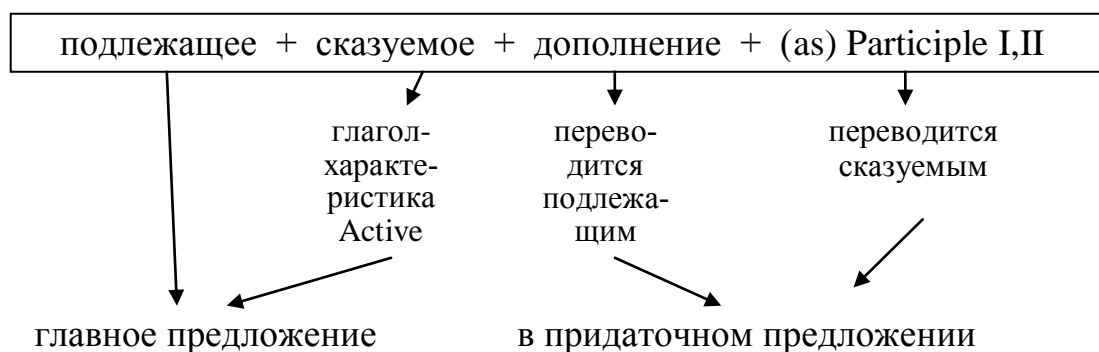 подлежащее + сказуемое + дополнение + (as) Participle I,II
глагол-
характе-
ристика
Active
перево-
дится
подлежа-
щим
переводится
сказуемым
главное предложение
в придаточном предложении